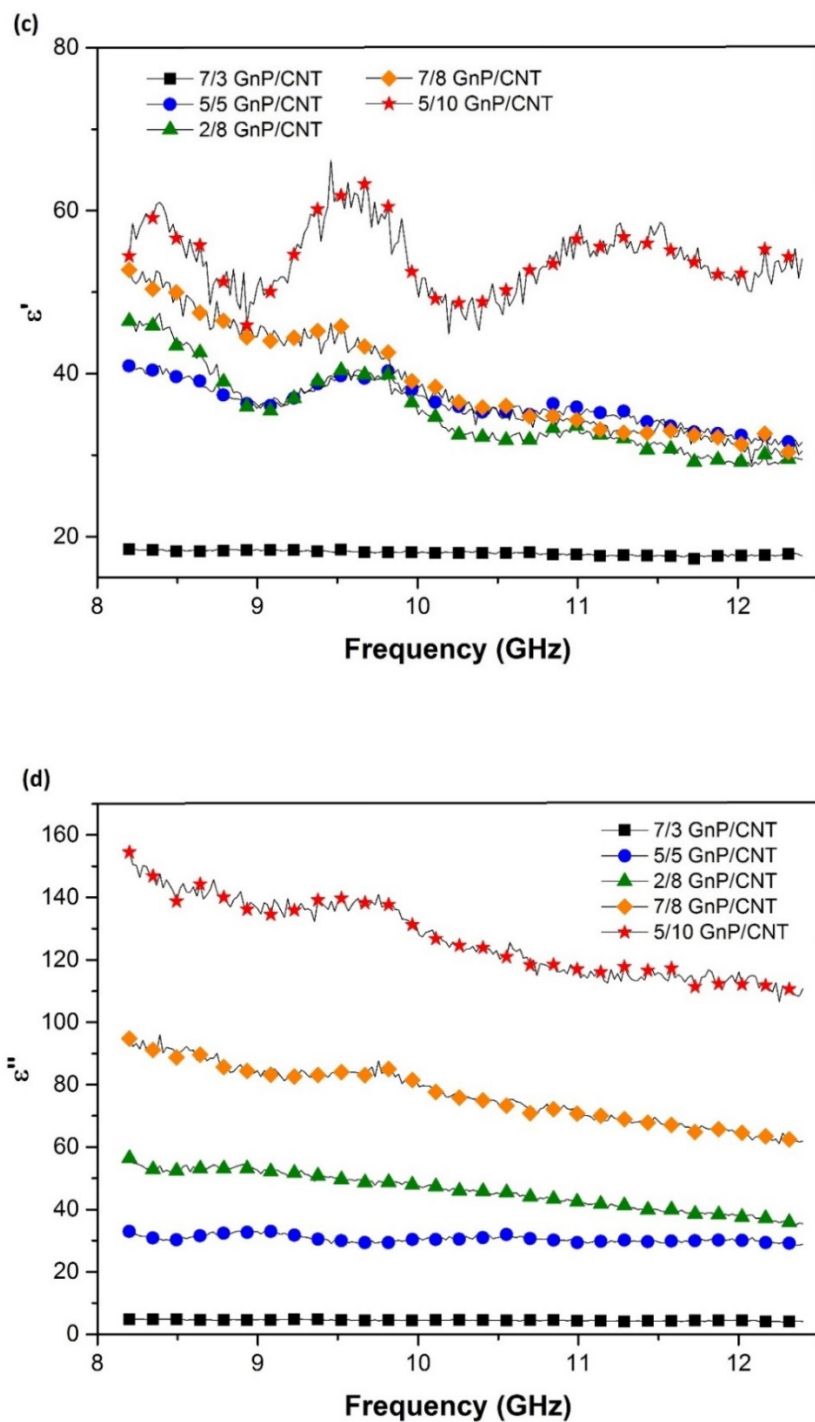 (c)
80
7/3 GnP/CNT 7/8 GnP/CNT
5/5 GnP/CNT 5/10 GnP/CNT
2/8 GnP/CNT
60
ε'
40
20
8 9 10 11 12
Frequency (GHz)
(d)
160
7/3 GnP/CNT
5/5 GnP/CNT
140
2/8 GnP/CNT
7/8 GnP/CNT
5/10 GnP/CNT
120
100
ε"
80
60
40
20
0
8 9 10 11 12
Frequency (GHz)